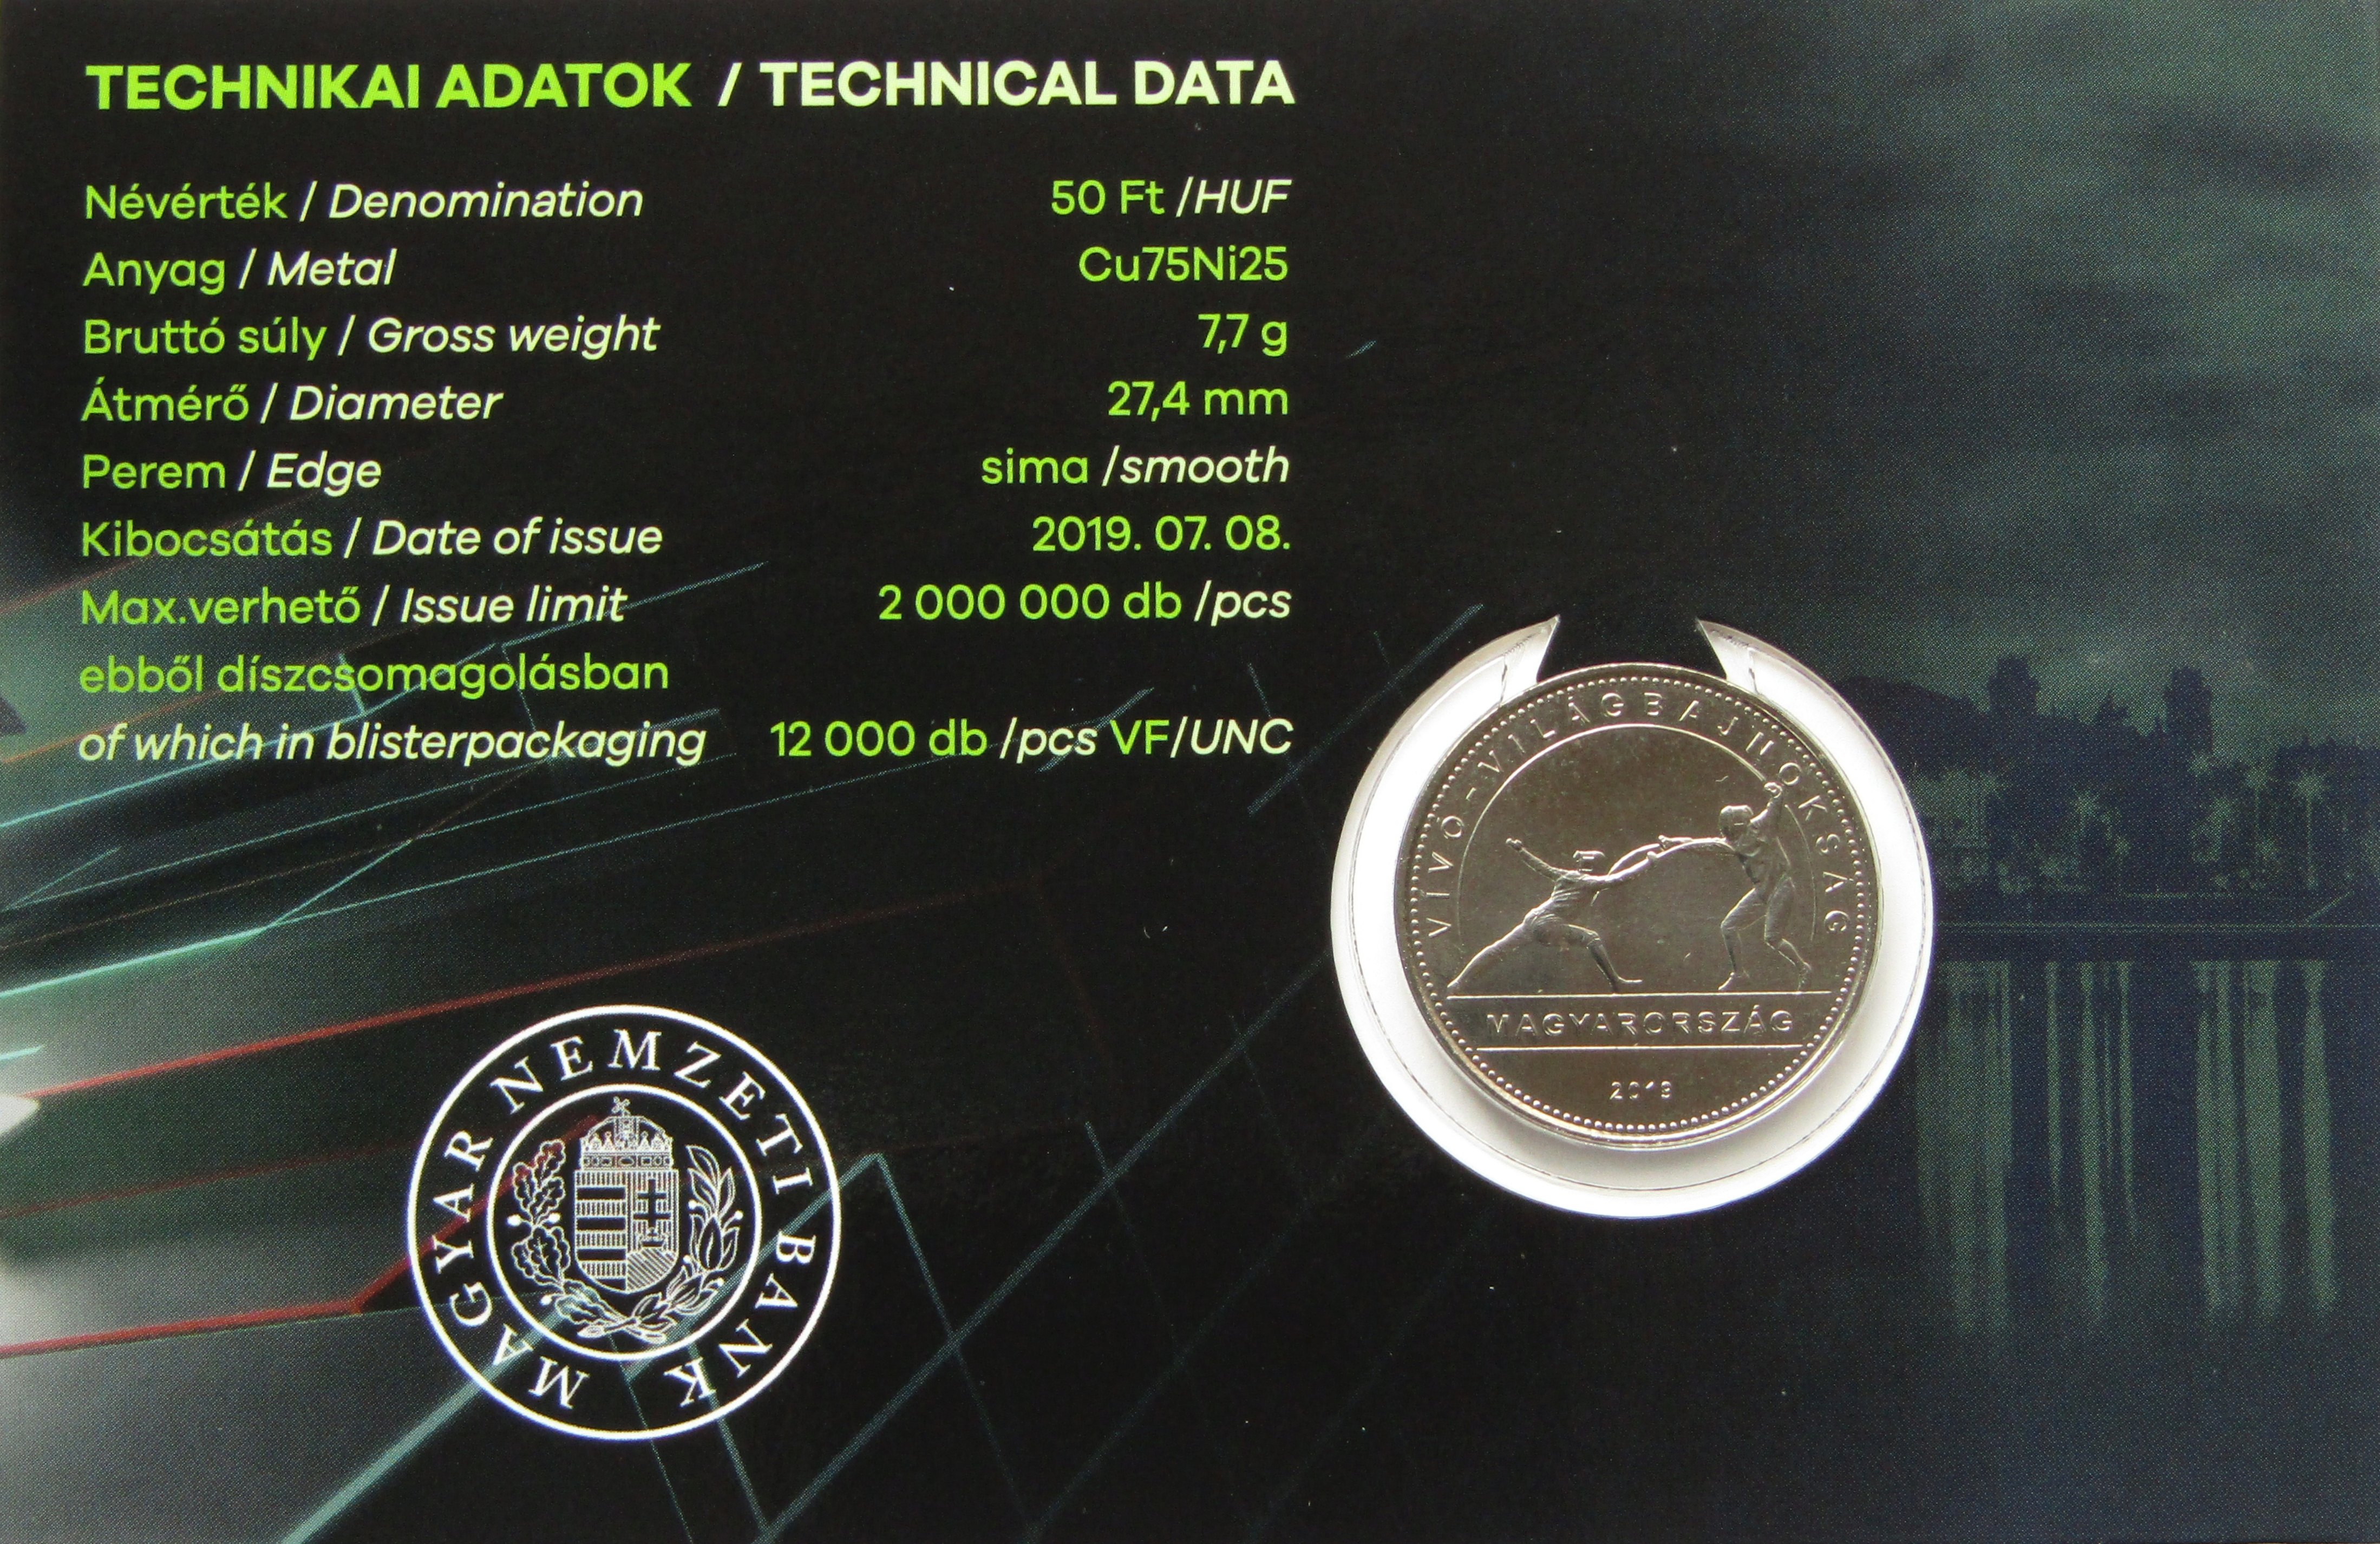 TECHNIKAI ADATOK / TECHNICAL DATA
Névérték / Denomination 50 Ft /HUF
Anyag / Metal Cu75Ni25
Bruttó súly / Gross weight 7,7 g
Átmérő / Diameter 27,4 mm
Perem / Edge sima /smooth
Kibocsátás / Date of issue 2019. 07. 08.
Max.verhető / Issue limit 2 000 000 db /pcs
ebből díszcsomagolásban
of which in blisterpackaging 12 000 db /pcs VF/UNC
VÍVÓ-VILÁGBAJNOKSÁG
MAGYARORSZÁG
2019
MAGYAR NEMZETI BANK